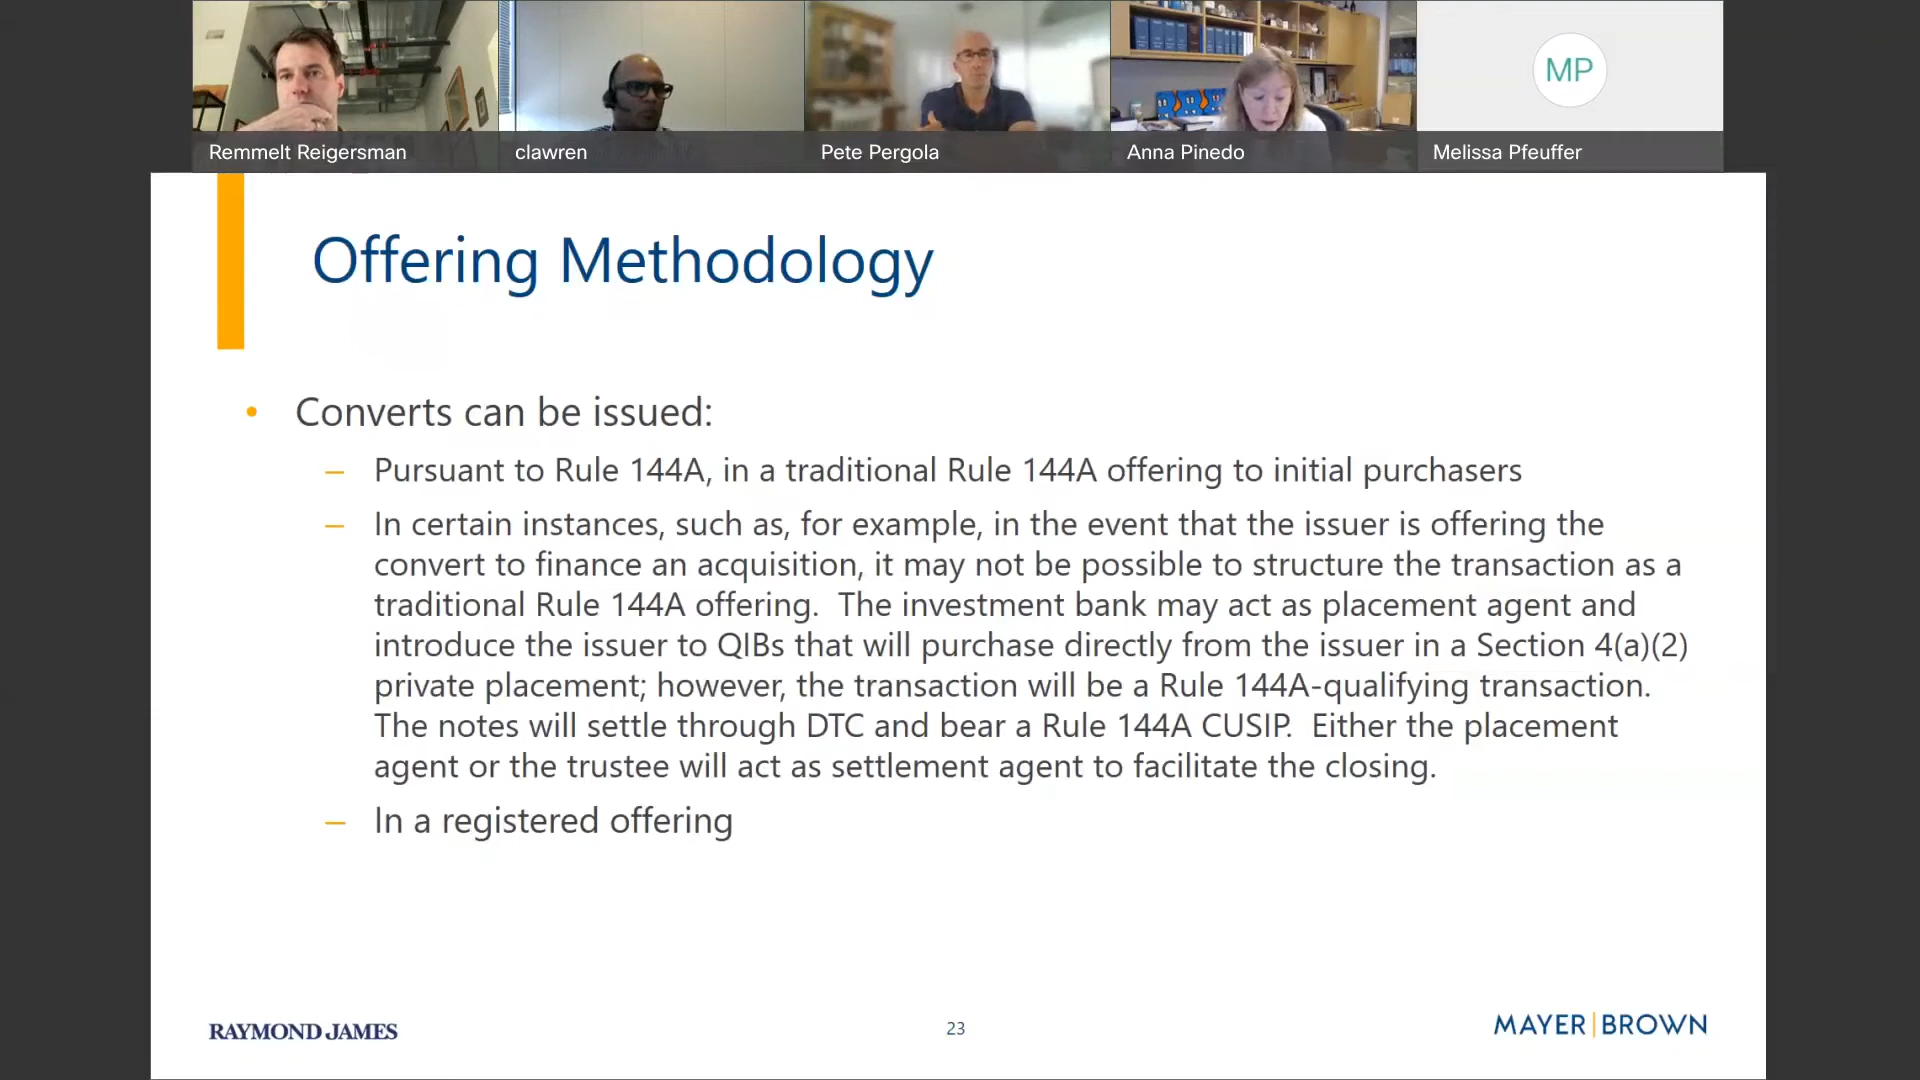 Remmelt Reigersman
clawren
Pete Pergola
Anna Pinedo
MP
Melissa Pfeuffer
Offering Methodology
• Converts can be issued:
– Pursuant to Rule 144A, in a traditional Rule 144A offering to initial purchasers
– In certain instances, such as, for example, in the event that the issuer is offering the
convert to finance an acquisition, it may not be possible to structure the transaction as a
traditional Rule 144A offering.  The investment bank may act as placement agent and
introduce the issuer to QIBs that will purchase directly from the issuer in a Section 4(a)(2)
private placement; however, the transaction will be a Rule 144A-qualifying transaction.
The notes will settle through DTC and bear a Rule 144A CUSIP.  Either the placement
agent or the trustee will act as settlement agent to facilitate the closing.
– In a registered offering
RAYMOND JAMES
23
MAYER | BROWN